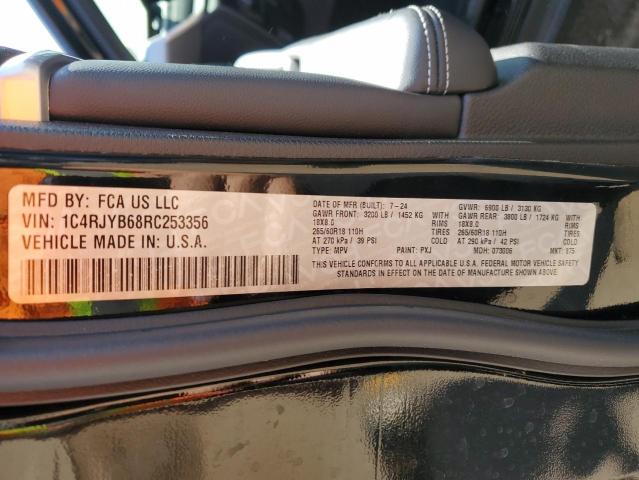 MFD BY: FCA US LLC
VIN: 1C4RJYB68RC253356
VEHICLE MADE IN: U.S.A.
DATE OF MFR (BUILT): 7-24 GVWR: 6900 LB / 3130 KG
GAWR FRONT: 3200 LB / 1452 KG GAWR REAR: 3800 LB / 1724 KG
18X8.0 RIMS 18X8.0 RIMS
265/60R18 110H TIRES 265/60R18 110H TIRES
AT 270 kPa / 39 PSI AT 290 kPa / 42 PSI
TYPE: MPV PAINT: PXJ MDH: 073006 MKT: 875
THIS VEHICLE CONFORMS TO ALL APPLICABLE U.S.A. FEDERAL MOTOR VEHICLE SAFETY
STANDARDS IN EFFECT ON THE DATE OF MANUFACTURE SHOWN ABOVE.